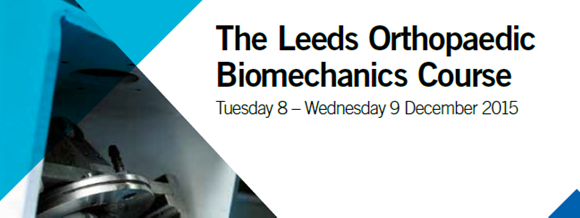 The Leeds Orthopaedic
Biomechanics Course
Tuesday 8 – Wednesday 9 December 2015